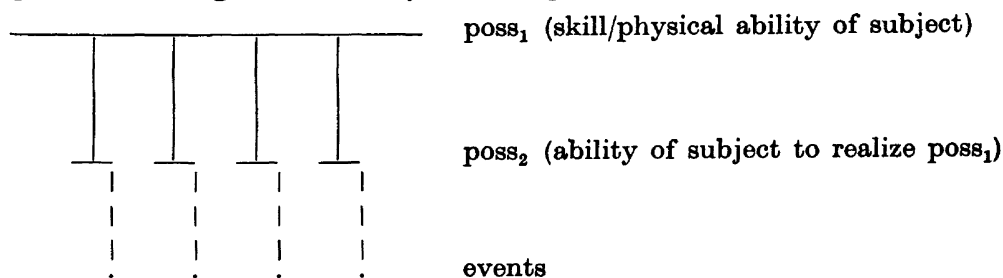 poss₁ (skill/physical ability of subject)
poss₂ (ability of subject to realize poss₁)
events